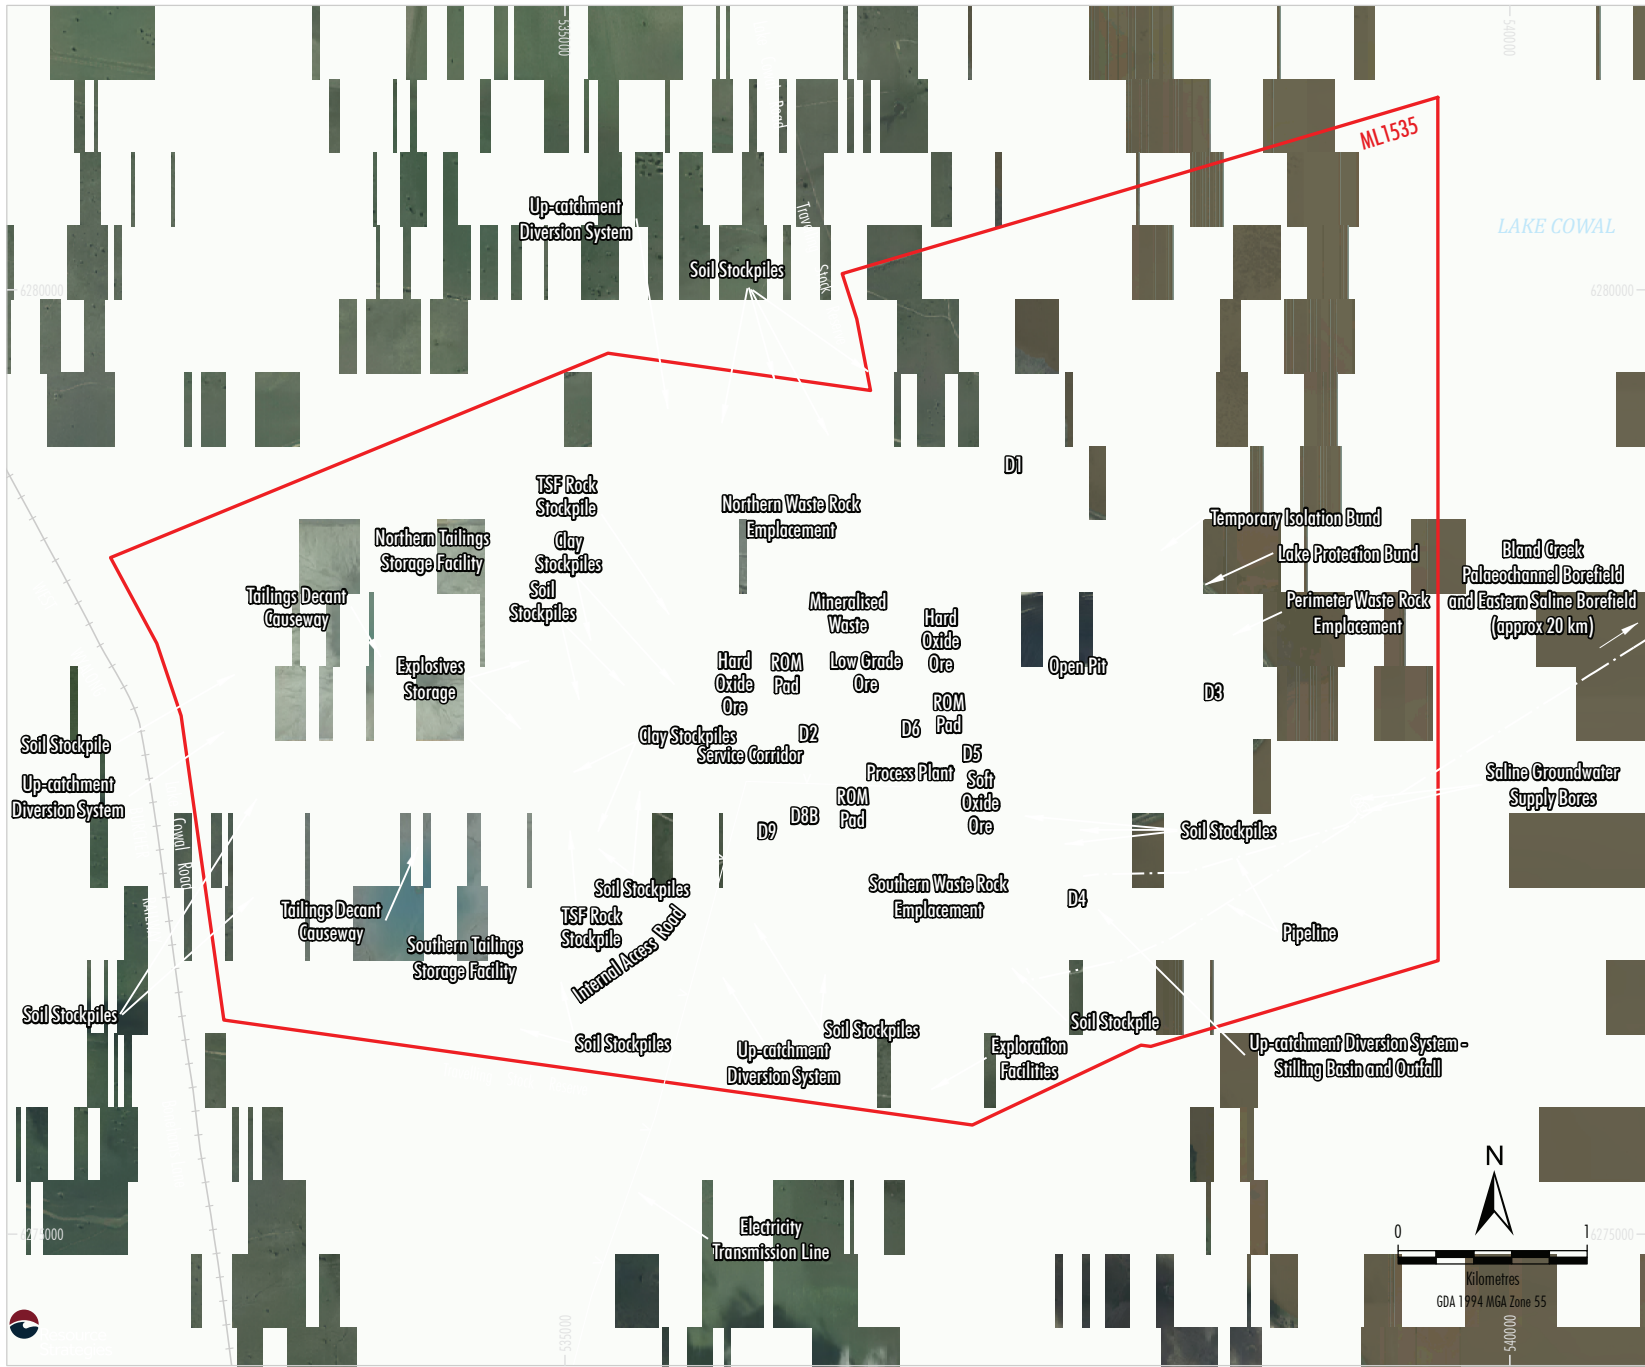 535000
540000
ML1535
LAKE COWAL
Up-catchment
Diversion System
Soil Stockpiles
Stock
Road
6280000
6280000
D1
TSF Rock
Stockpile
Northern Waste Rock
Emplacement
Temporary Isolation Bund
Northern Tailings
Storage Facility
Clay
Stockpiles
Lake Protection Bund
Bland Creek
Palaeochannel Borefield
and Eastern Saline Borefield
(approx 20 km)
Soil
Stockpiles
Tailings Decant
Causeway
Mineralised
Waste
Perimeter Waste Rock
Emplacement
Hard
Oxide
Ore
Explosives
Storage
Hard
Oxide
Ore
ROM
Pad
Low Grade
Ore
Open Pit
D3
ROM
Pad
Soil Stockpile
Clay Stockpiles
D2
D6
Service Corridor
D5
Up-catchment
Diversion System
Process Plant
Soft
Oxide
Ore
Saline Groundwater
Supply Bores
ROM
Pad
D8B
D9
Soil Stockpiles
Cowal Road
Soil Stockpiles
Southern Waste Rock
Emplacement
D4
Tailings Decant
Causeway
TSF Rock
Stockpile
Internal Access Road
Pipeline
Southern Tailings
Storage Facility
Soil Stockpiles
Soil Stockpiles
Soil Stockpiles
Soil Stockpile
Up-catchment
Diversion System
Exploration
Facilities
Up-catchment Diversion System -
Stilling Basin and Outfall
N
Electricity
Transmission Line
6275000
6275000
0 1
Kilometres
GDA 1994 MGA Zone 55
535000
540000